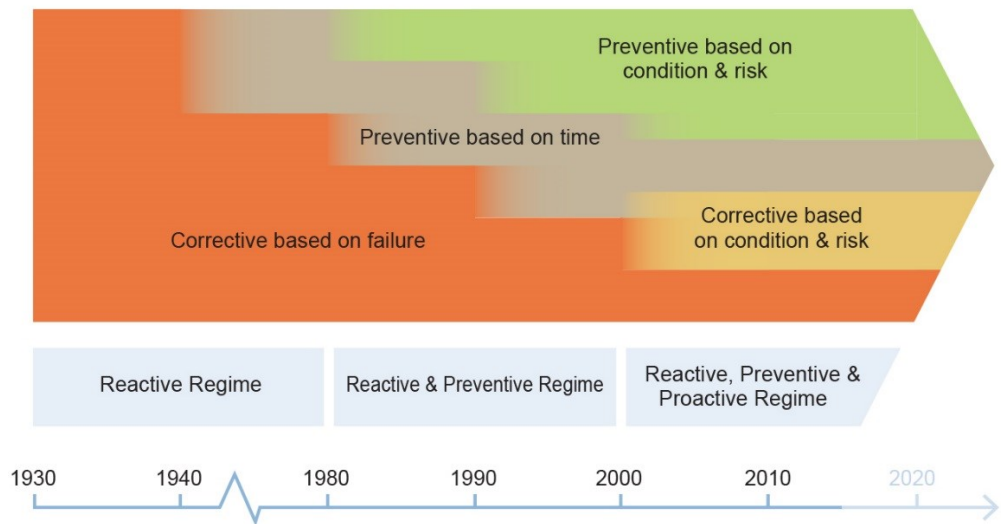 Preventive based on
condition & risk
Preventive based on time
Corrective based on failure
Corrective based
on condition & risk
Reactive Regime
Reactive & Preventive Regime
Reactive, Preventive &
Proactive Regime
1930 1940 1980 1990 2000 2010 2020